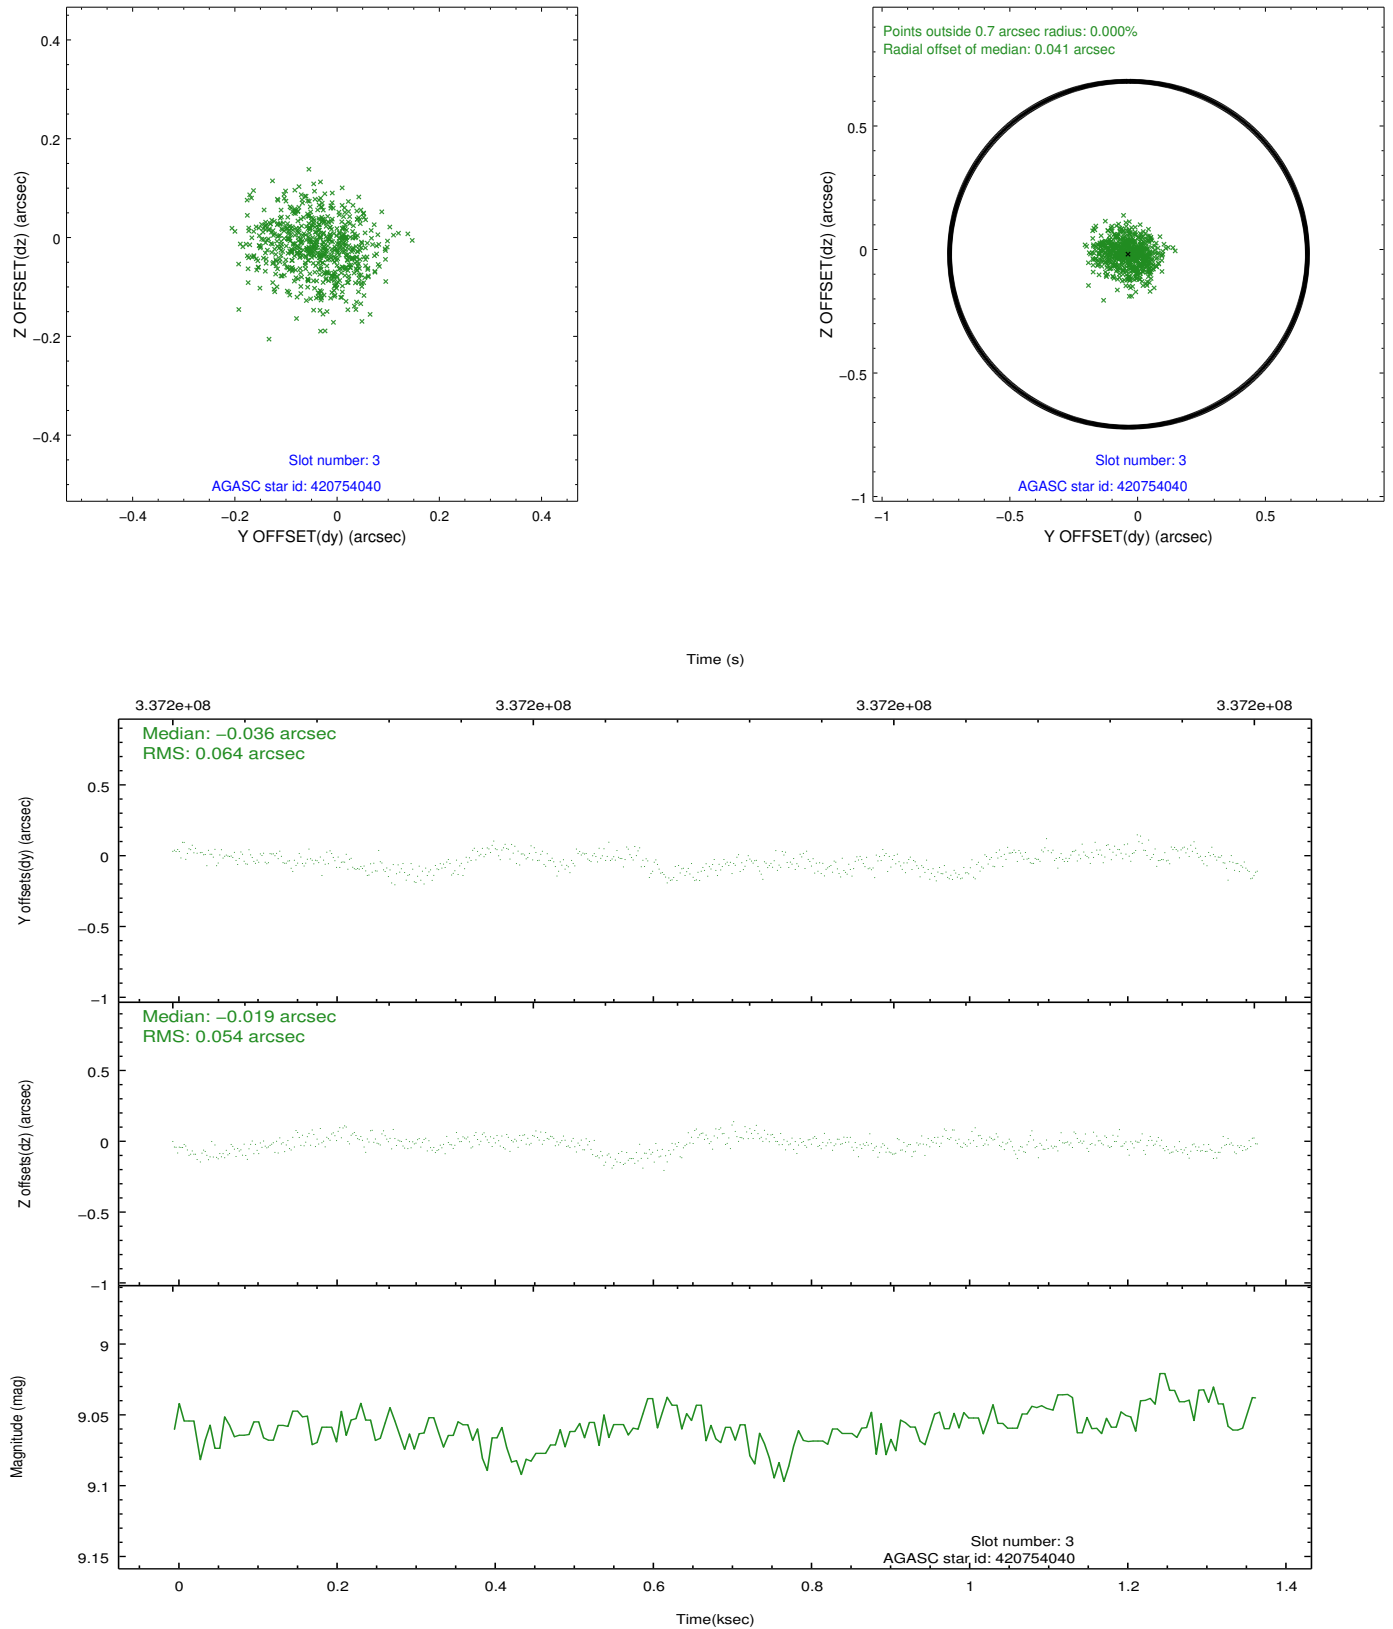 0.4
0.2
0
−0.2
−0.4
Z OFFSET(dz) (arcsec)
Slot number: 3
AGASC star id: 420754040
−0.4 −0.2 0 0.2 0.4
Y OFFSET(dy) (arcsec)
Points outside 0.7 arcsec radius: 0.000%
Radial offset of median: 0.041 arcsec
0.5
0
−0.5
−1
Z OFFSET(dz) (arcsec)
Slot number: 3
AGASC star id: 420754040
−1 −0.5 0 0.5
Y OFFSET(dy) (arcsec)
Time (s)
3.372e+08 3.372e+08 3.372e+08 3.372e+08
Median: −0.036 arcsec
RMS: 0.064 arcsec
0.5
0
−0.5
−1
Y offsets(dy) (arcsec)
Median: −0.019 arcsec
RMS: 0.054 arcsec
0.5
0
−0.5
−1
Z offsets(dz) (arcsec)
9
9.05
9.1
9.15
Magnitude (mag)
Slot number: 3
AGASC star id: 420754040
0 0.2 0.4 0.6 0.8 1 1.2 1.4
Time(ksec)